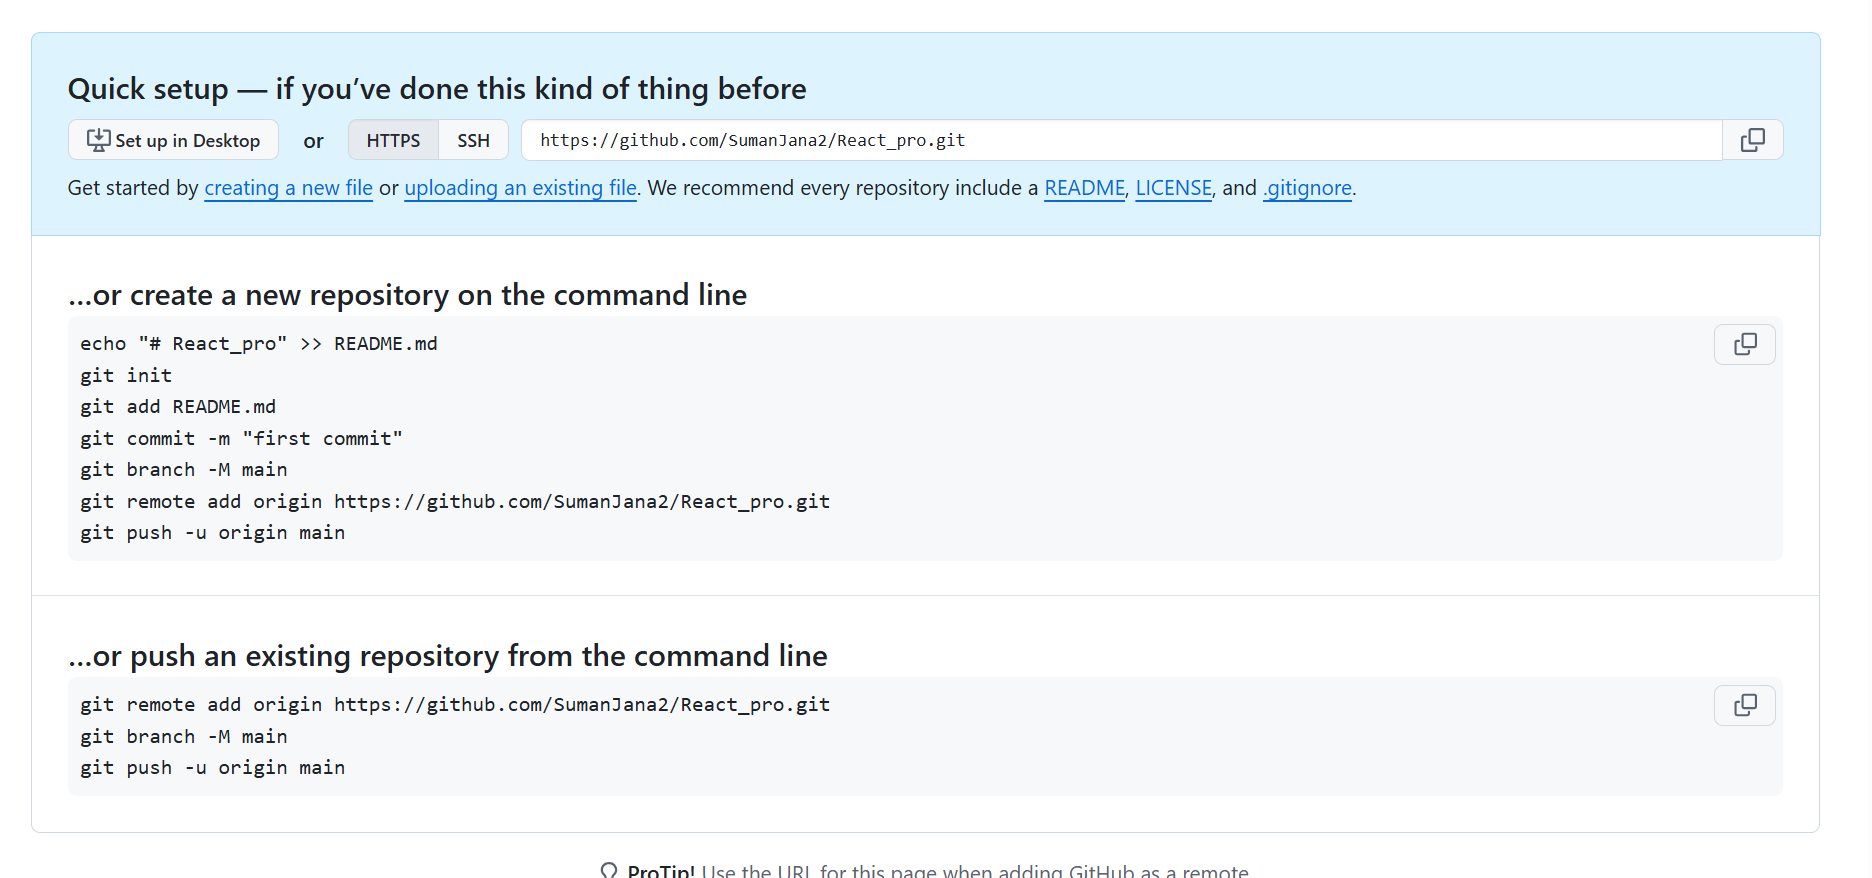 Quick setup — if you’ve done this kind of thing before
Set up in Desktop or HTTPS SSH https://github.com/SumanJana2/React_pro.git
Get started by creating a new file or uploading an existing file. We recommend every repository include a README, LICENSE, and .gitignore.
…or create a new repository on the command line
echo "# React_pro" >> README.md
git init
git add README.md
git commit -m "first commit"
git branch -M main
git remote add origin https://github.com/SumanJana2/React_pro.git
git push -u origin main
…or push an existing repository from the command line
git remote add origin https://github.com/SumanJana2/React_pro.git
git branch -M main
git push -u origin main
ProTip! Use the URL for this page when adding GitHub as a remote